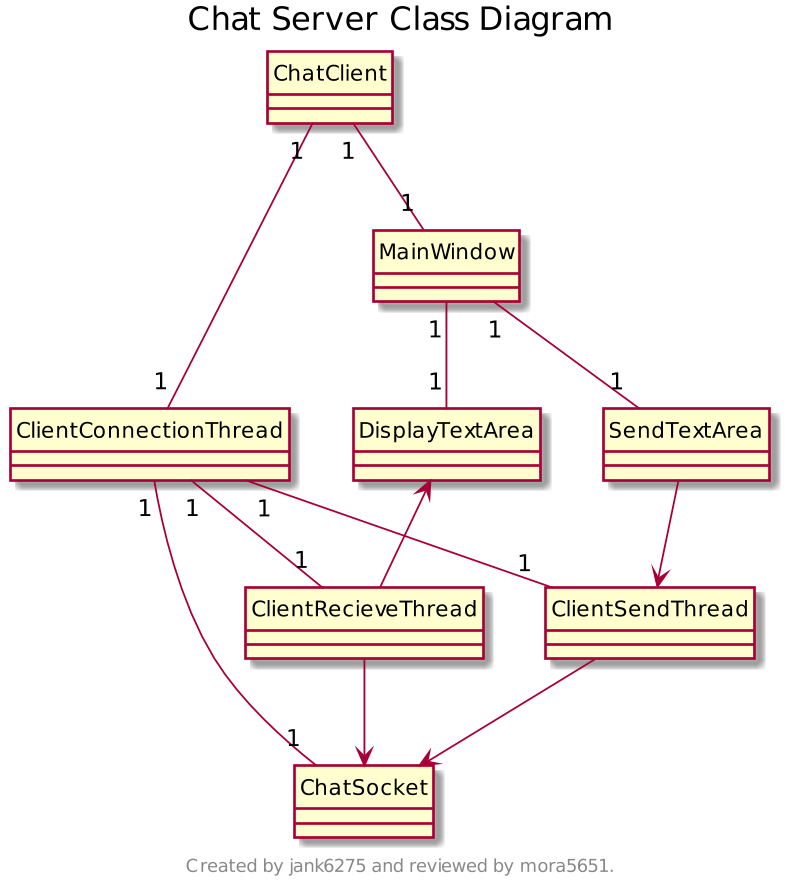 Chat Server Class Diagram
ChatClient
1 1
1
MainWindow
1 1
1 1 1
ClientConnectionThread DisplayTextArea SendTextArea
1 1 1
1 1
ClientRecieveThread ClientSendThread
1
ChatSocket
Created by jank6275 and reviewed by mora5651.